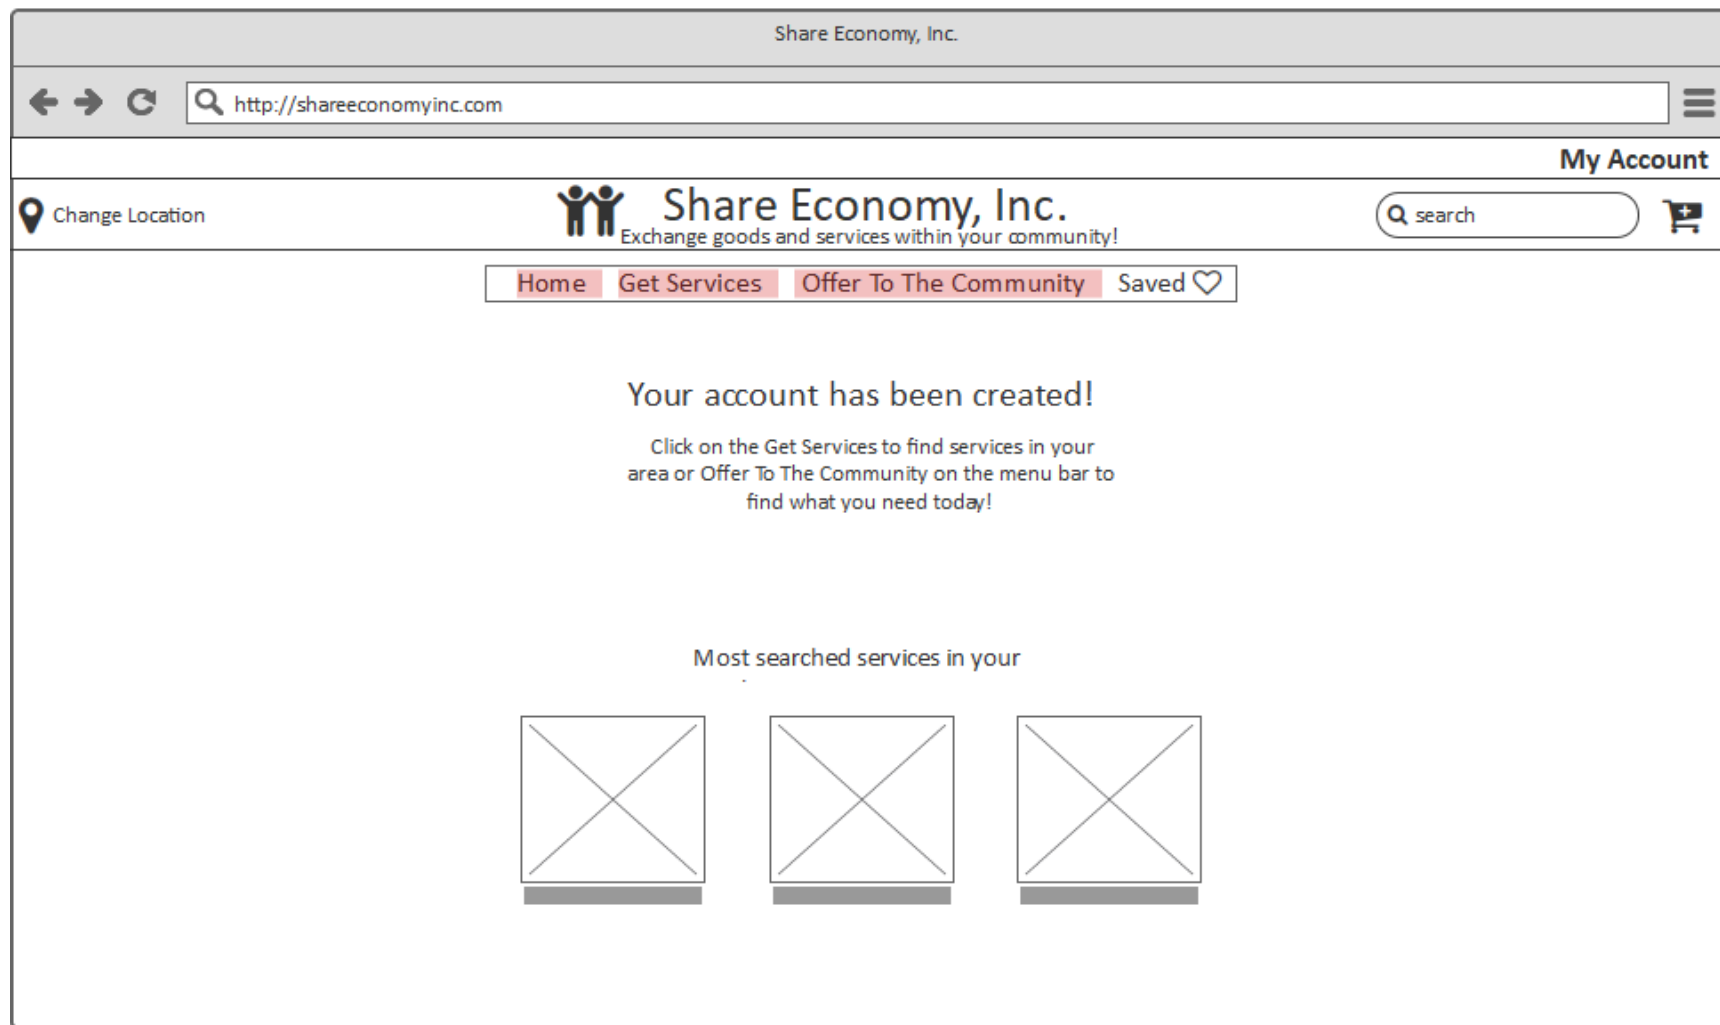 Share Economy, Inc.
http://shareeconomyinc.com
My Account
Change Location
Share Economy, Inc.
Exchange goods and services within your community!
search
Home Get Services Offer To The Community Saved
Your account has been created!
Click on the Get Services to find services in your
area or Offer To The Community on the menu bar to
find what you need today!
Most searched services in your